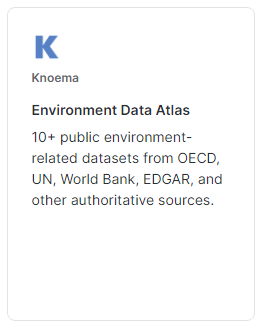 K
Knoema
Environment Data Atlas
10+ public environment-
related datasets from OECD,
UN, World Bank, EDGAR, and
other authoritative sources.